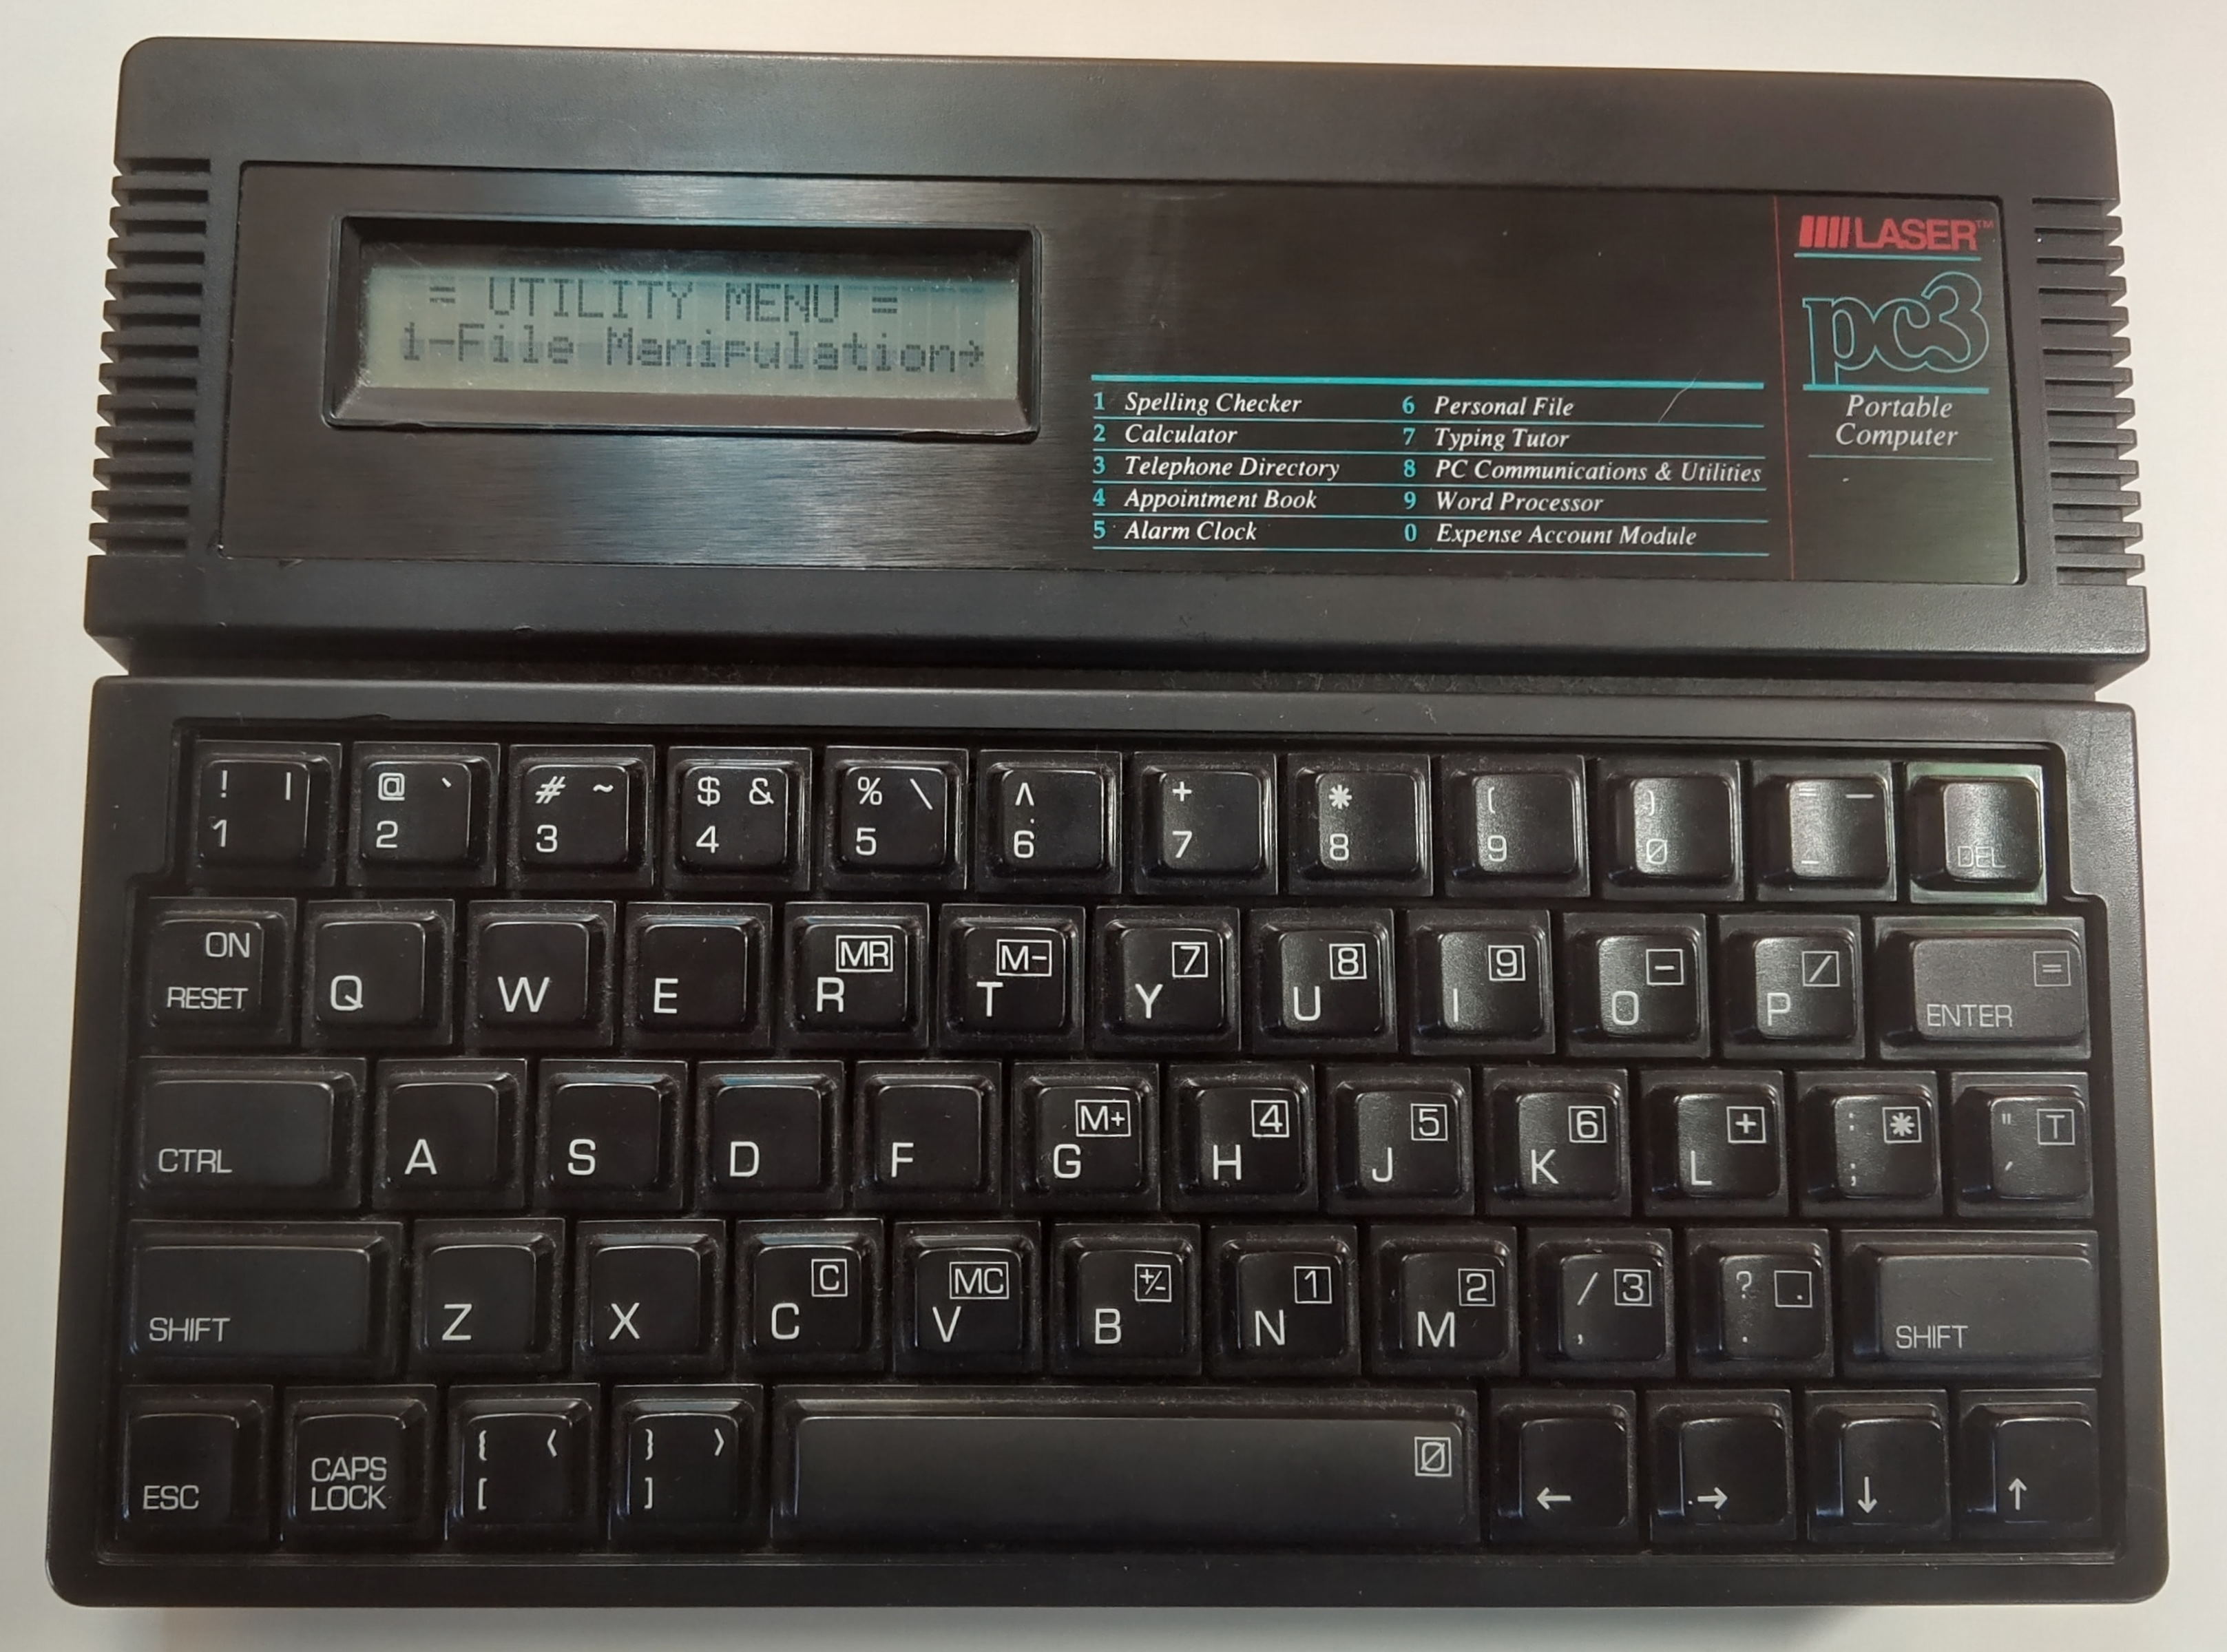 = UTILITY MENU =
1-File Manipulation→
LASER™
pc3
Portable
Computer
1 Spelling Checker
2 Calculator
3 Telephone Directory
4 Appointment Book
5 Alarm Clock
6 Personal File
7 Typing Tutor
8 PC Communications & Utilities
9 Word Processor
0 Expense Account Module
! | @ ` # ~ $ & % \ ^ + * ( ) = —
1 2 3 4 5 6 7 8 9 0 - DEL
ON MR M- 7 8 9 - / =
RESET Q W E R T Y U I O P ENTER
M+ 4 5 6 + : * " T
CTRL A S D F G H J K L ; '
C MC +/- 1 2 / 3 ? .
SHIFT Z X C V B N M , . SHIFT
{ < } > 0
ESC CAPS LOCK [ ] ← → ↓ ↑